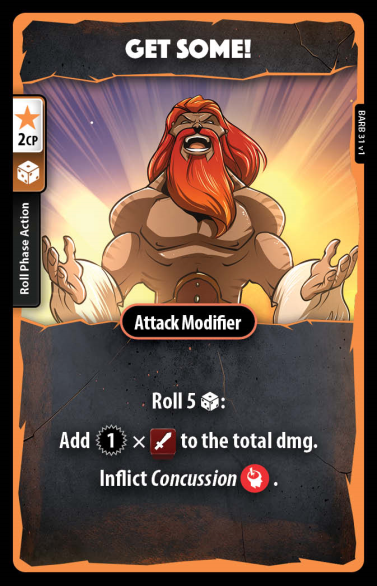 GET SOME!
2CP
BARB 31 v1
Roll Phase Action
Attack Modifier
Roll 5 :
Add 1 × to the total dmg.
Inflict Concussion .